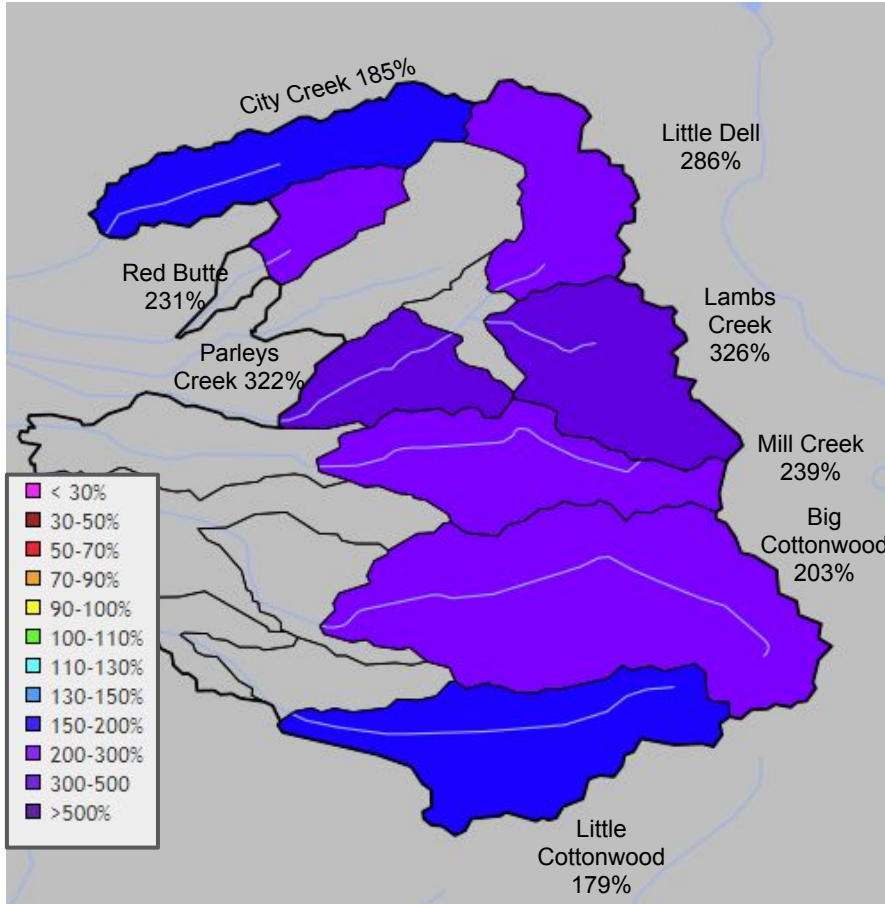 City Creek 185%
Little Dell
286%
Red Butte
231%
Lambs
Creek
326%
Parleys
Creek 322%
Mill Creek
239%
Big
Cottonwood
203%
< 30%
30-50%
50-70%
70-90%
90-100%
100-110%
110-130%
130-150%
150-200%
200-300%
300-500
>500%
Little
Cottonwood
179%